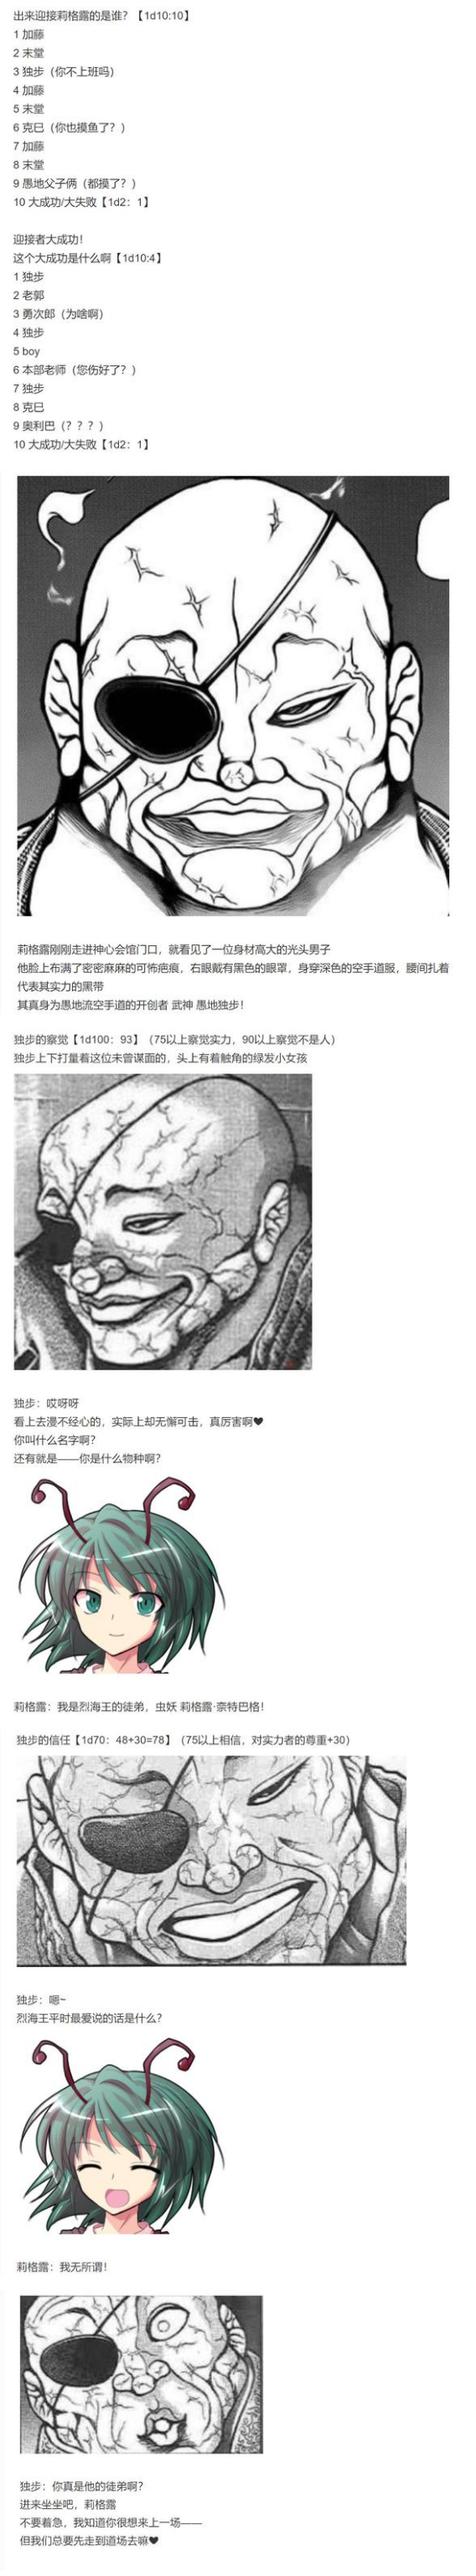 出来迎接莉格露的是谁？【1d10:10】
1 加藤
2 末堂
3 独步（你不上班吗）
4 加藤
5 末堂
6 克巳（你也摸鱼了？）
7 加藤
8 末堂
9 愚地父子俩（都摸了？）
10 大成功/大失败【1d2：1】
迎接者大成功！
这个大成功是什么啊【1d10:4】
1 独步
2 老郭
3 勇次郎（为啥啊）
4 独步
5 boy
6 本部老师（您伤好了？）
7 独步
8 克巳
9 奥利巴（？？？）
10 大成功/大失败【1d2：1】
莉格露刚刚走进神心会馆门口，就看见了一位身材高大的光头男子
他脸上布满了密密麻麻的可怖疤痕，右眼戴有黑色的眼罩，身穿深色的空手道服，腰间扎着
代表其实力的黑带
其真身为愚地流空手道的开创者 武神 愚地独步！
独步的察觉【1d100：93】（75以上察觉实力，90以上察觉不是人）
独步上下打量着这位未曾谋面的，头上有着触角的绿发小女孩
独步：哎呀呀
看上去漫不经心的，实际上却无懈可击，真厉害啊❤
你叫什么名字啊？
还有就是——你是什么物种啊？
莉格露：我是烈海王的徒弟，虫妖 莉格露·奈特巴格！
独步的信任【1d70：48+30=78】（75以上相信，对实力者的尊重+30）
独步：嗯~
烈海王平时最爱说的话是什么？
莉格露：我无所谓！
独步：你真是他的徒弟啊？
进来坐坐吧，莉格露
不要着急，我知道你很想来上一场——
但我们总要先走到道场去嘛❤